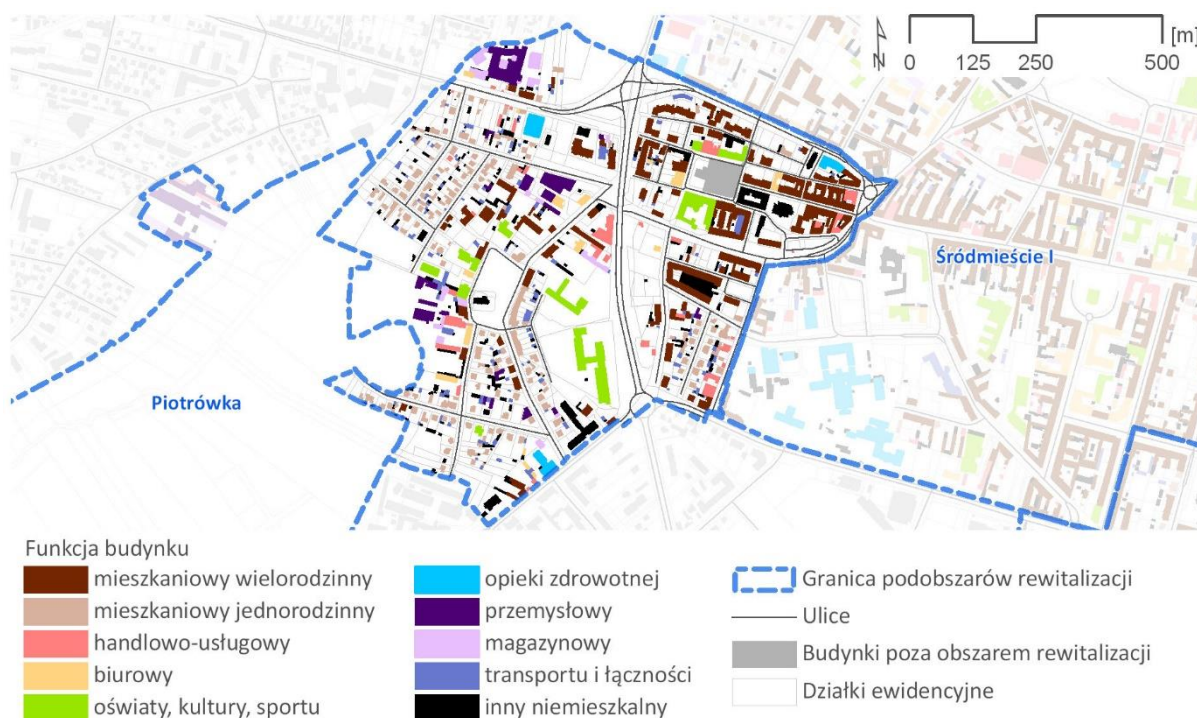 [m]
N
0 125 250 500
Śródmieście I
Piotrówka
Funkcja budynku
mieszkaniowy wielorodzinny
mieszkaniowy jednorodzinny
handlowo-usługowy
biurowy
oświaty, kultury, sportu
opieki zdrowotnej
przemysłowy
magazynowy
transportu i łączności
inny niemieszkalny
Granica podobszarów rewitalizacji
Ulice
Budynki poza obszarem rewitalizacji
Działki ewidencyjne